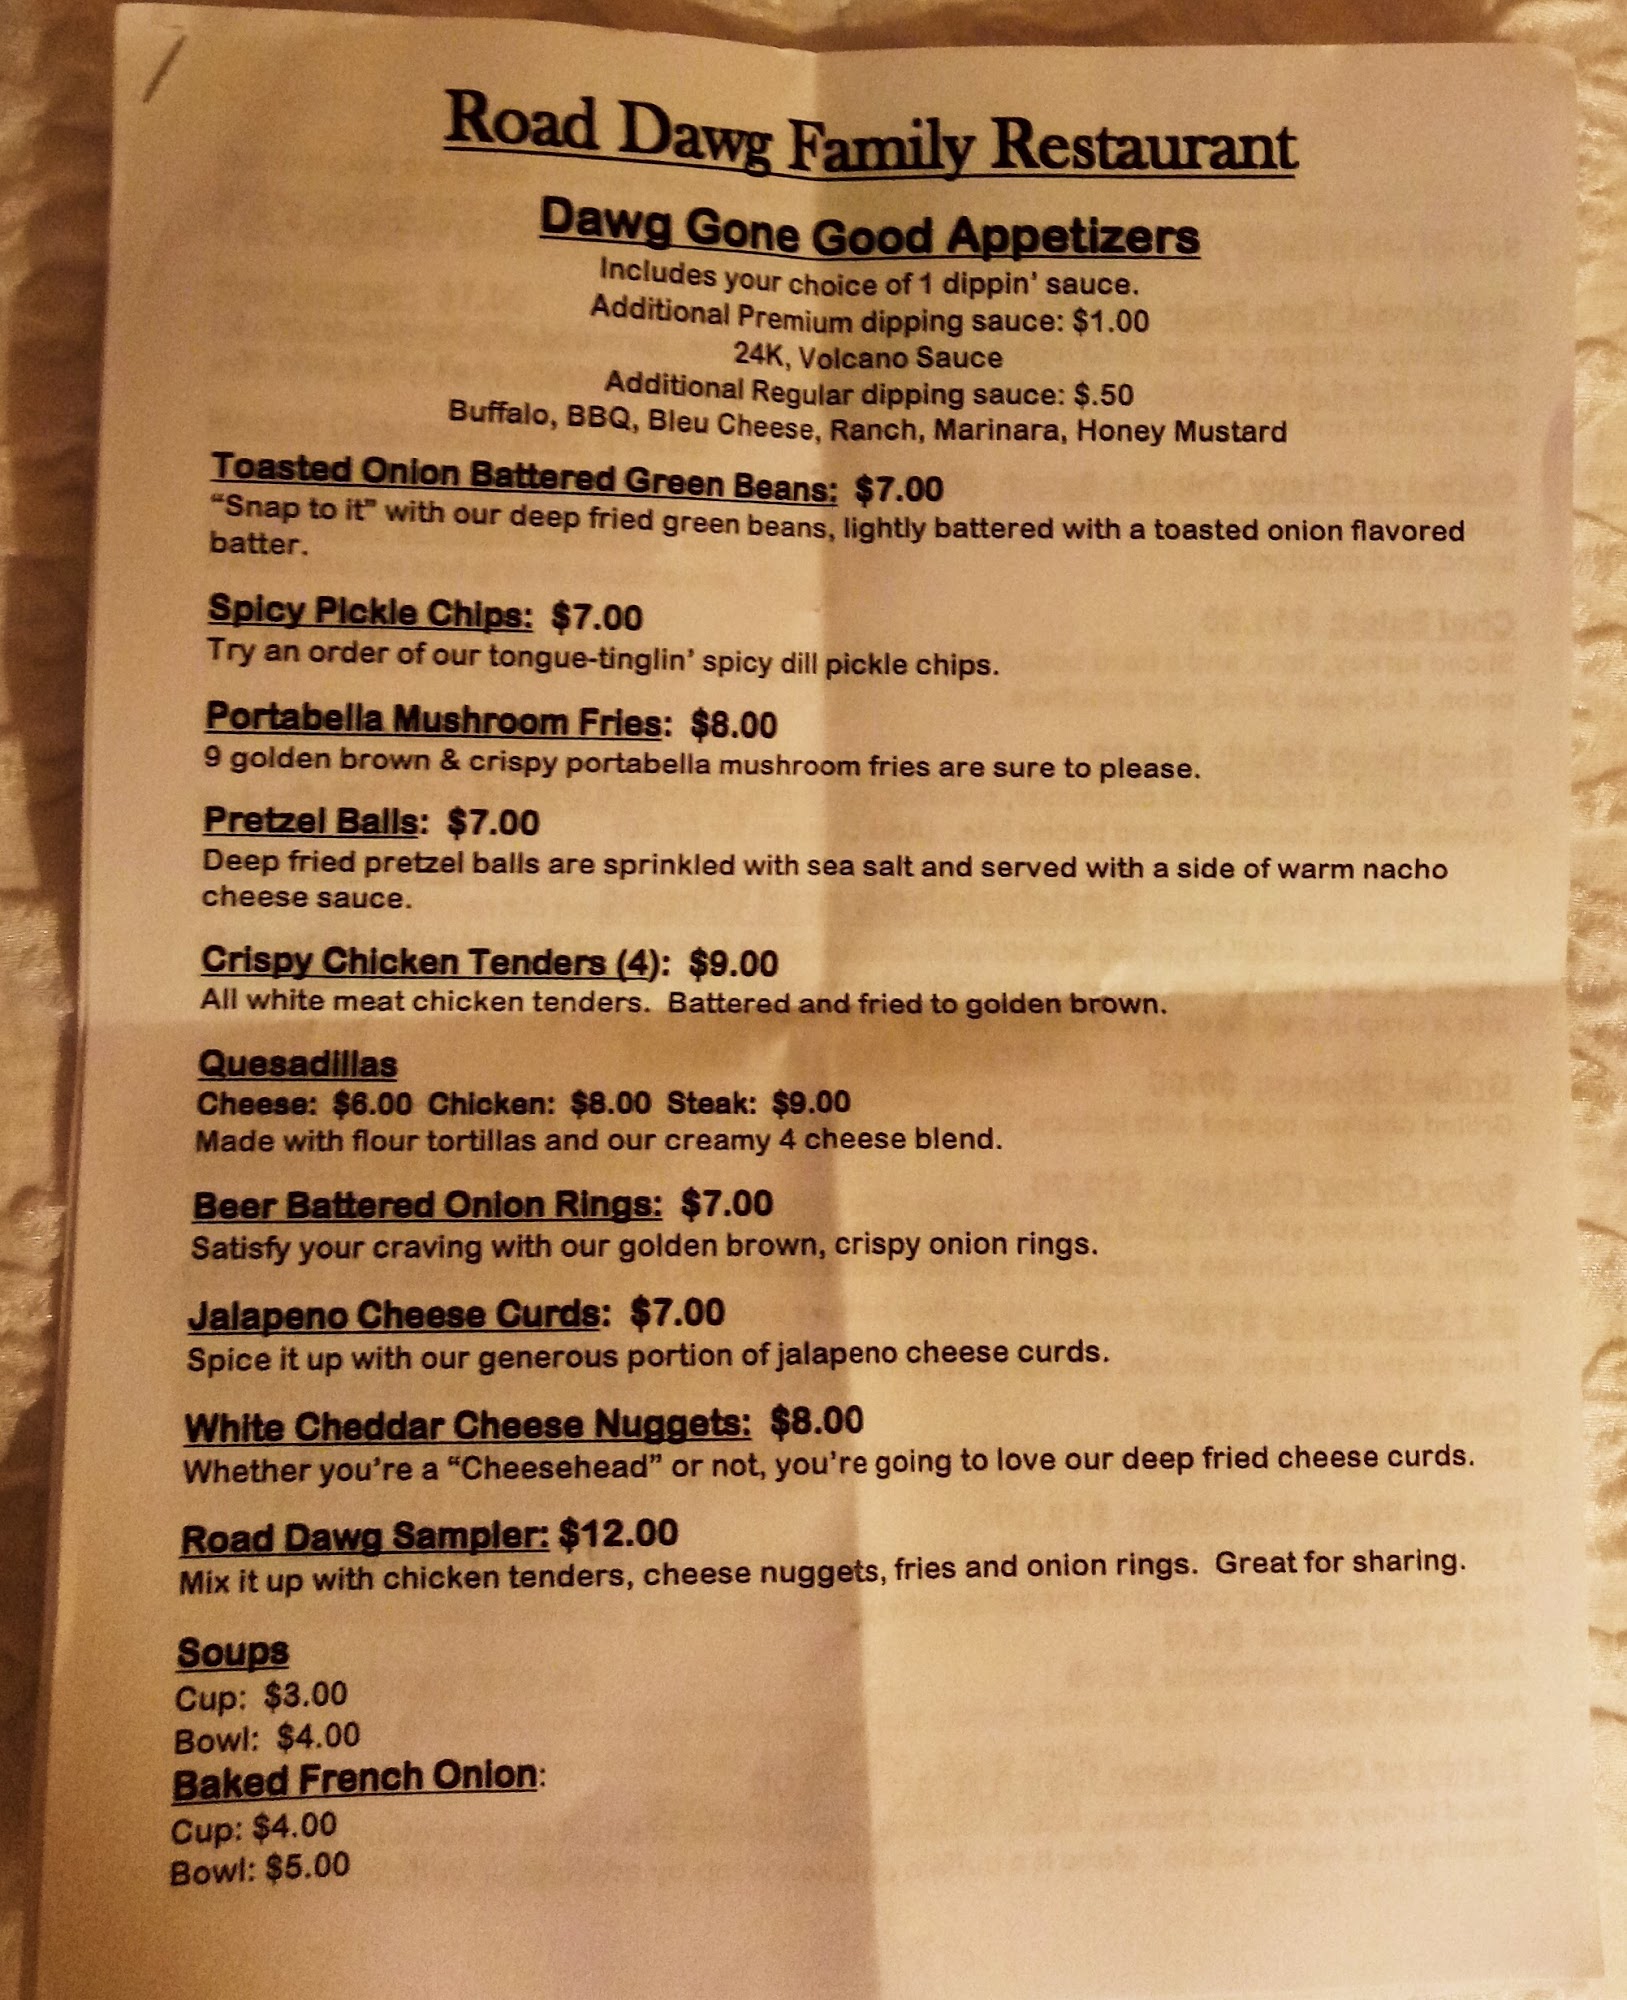 Road Dawg Family Restaurant
Dawg Gone Good Appetizers
Includes your choice of 1 dippin' sauce.
Additional Premium dipping sauce: $1.00
24K, Volcano Sauce
Additional Regular dipping sauce: $.50
Buffalo, BBQ, Bleu Cheese, Ranch, Marinara, Honey Mustard
Toasted Onion Battered Green Beans: $7.00
“Snap to it” with our deep fried green beans, lightly battered with a toasted onion flavored
batter.
Spicy Pickle Chips: $7.00
Try an order of our tongue-tinglin’ spicy dill pickle chips.
Portabella Mushroom Fries: $8.00
9 golden brown & crispy portabella mushroom fries are sure to please.
Pretzel Balls: $7.00
Deep fried pretzel balls are sprinkled with sea salt and served with a side of warm nacho
cheese sauce.
Crispy Chicken Tenders (4): $9.00
All white meat chicken tenders. Battered and fried to golden brown.
Quesadillas
Cheese: $6.00 Chicken: $8.00 Steak: $9.00
Made with flour tortillas and our creamy 4 cheese blend.
Beer Battered Onion Rings: $7.00
Satisfy your craving with our golden brown, crispy onion rings.
Jalapeno Cheese Curds: $7.00
Spice it up with our generous portion of jalapeno cheese curds.
White Cheddar Cheese Nuggets: $8.00
Whether you’re a “Cheesehead” or not, you’re going to love our deep fried cheese curds.
Road Dawg Sampler: $12.00
Mix it up with chicken tenders, cheese nuggets, fries and onion rings. Great for sharing.
Soups
Cup: $3.00
Bowl: $4.00
Baked French Onion:
Cup: $4.00
Bowl: $5.00